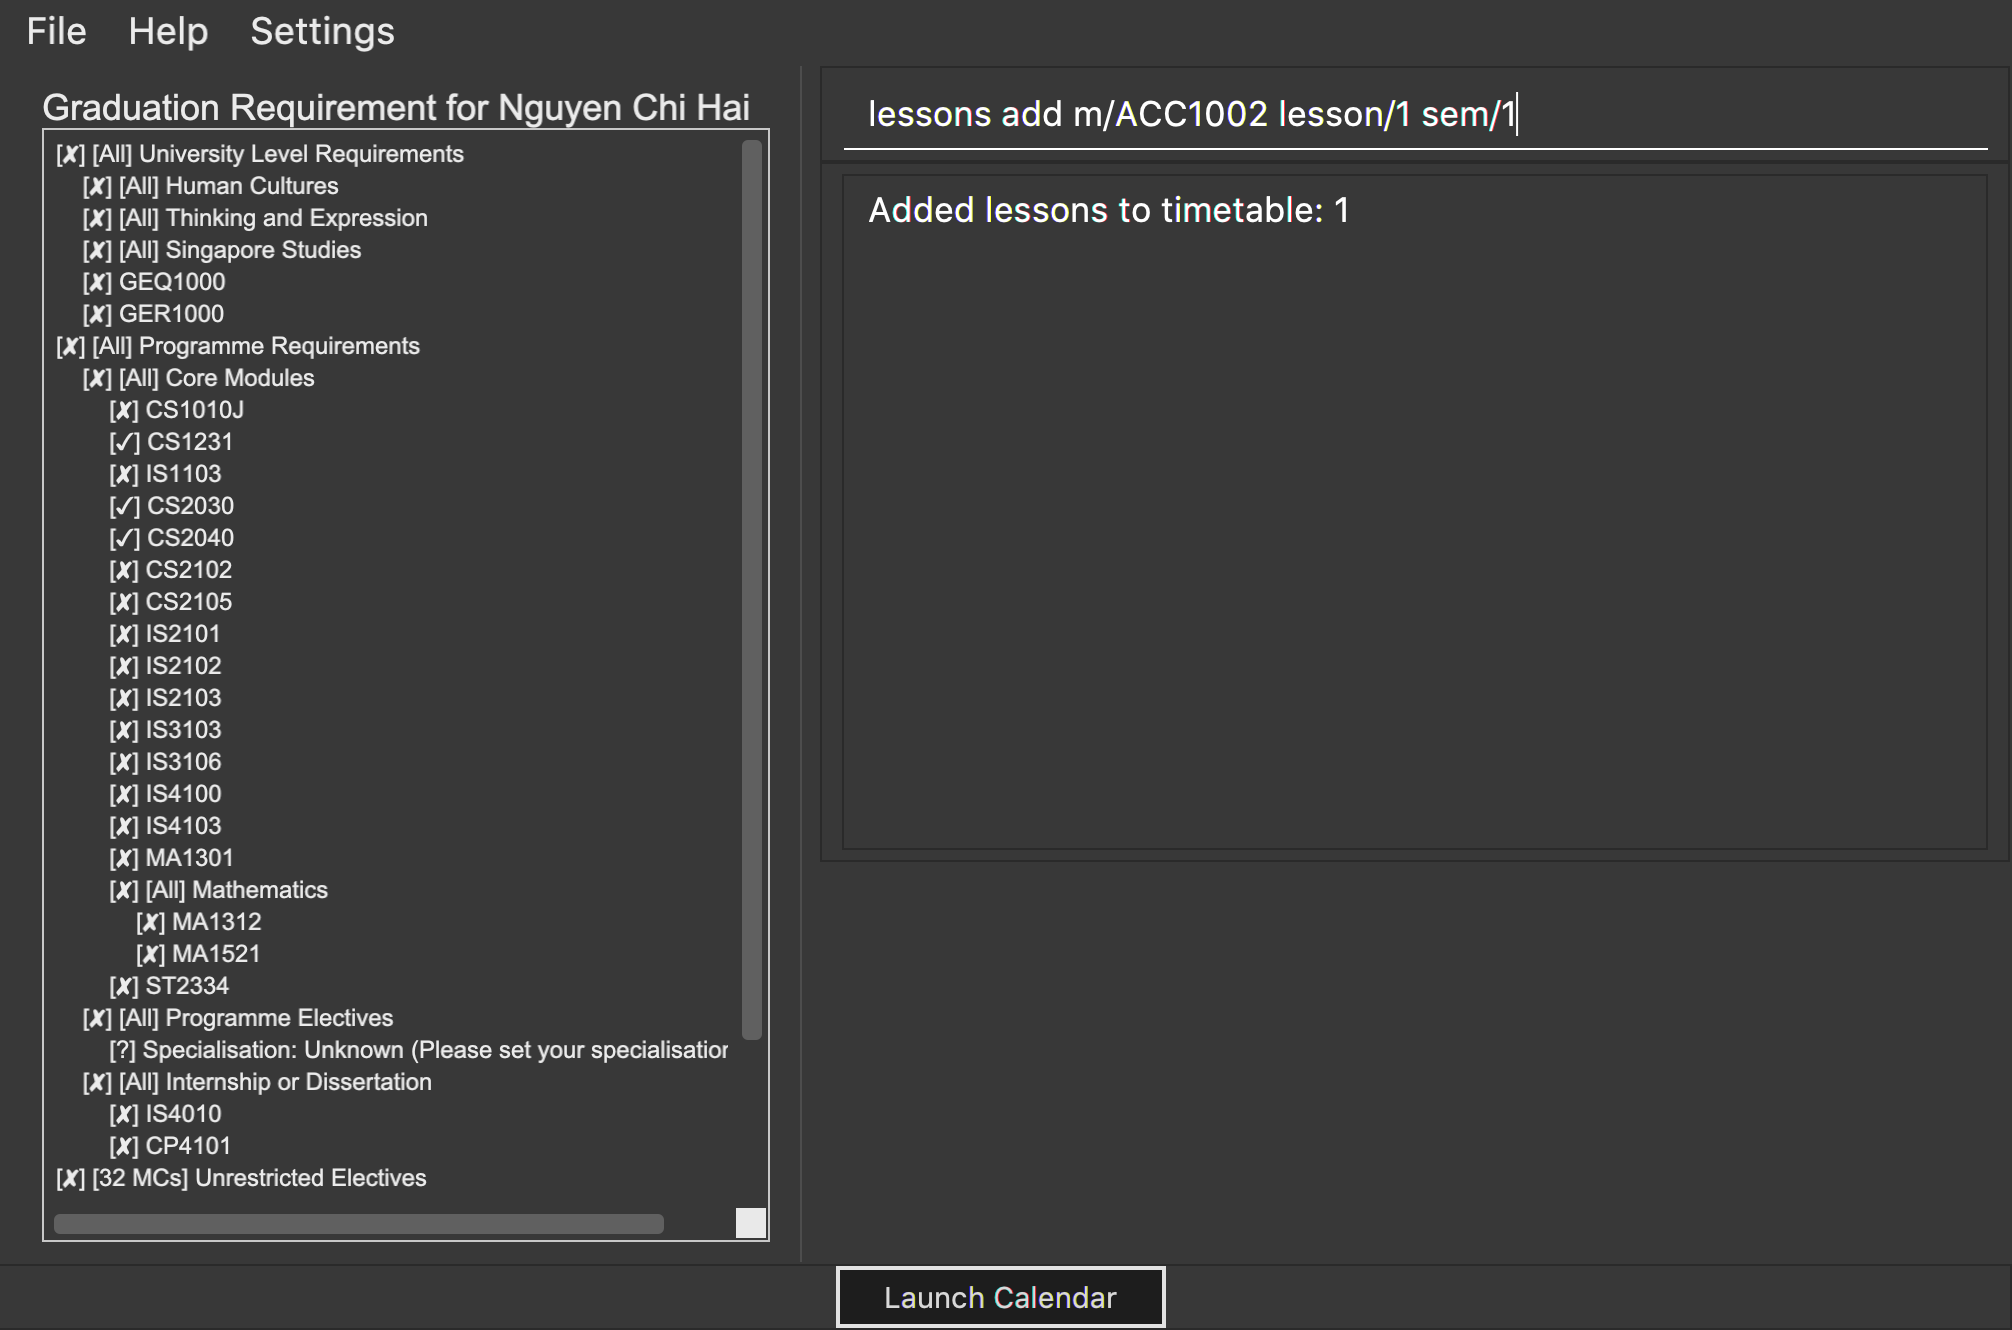 File Help Settings
Graduation Requirement for Nguyen Chi Hai
[✗] [All] University Level Requirements
[✗] [All] Human Cultures
[✗] [All] Thinking and Expression
[✗] [All] Singapore Studies
[✗] GEQ1000
[✗] GER1000
[✗] [All] Programme Requirements
[✗] [All] Core Modules
[✗] CS1010J
[✓] CS1231
[✗] IS1103
[✓] CS2030
[✓] CS2040
[✗] CS2102
[✗] CS2105
[✗] IS2101
[✗] IS2102
[✗] IS2103
[✗] IS3103
[✗] IS3106
[✗] IS4100
[✗] IS4103
[✗] MA1301
[✗] [All] Mathematics
[✗] MA1312
[✗] MA1521
[✗] ST2334
[✗] [All] Programme Electives
[?] Specialisation: Unknown (Please set your specialisation
[✗] [All] Internship or Dissertation
[✗] IS4010
[✗] CP4101
[✗] [32 MCs] Unrestricted Electives
lessons add m/ACC1002 lesson/1 sem/1
Added lessons to timetable: 1
Launch Calendar